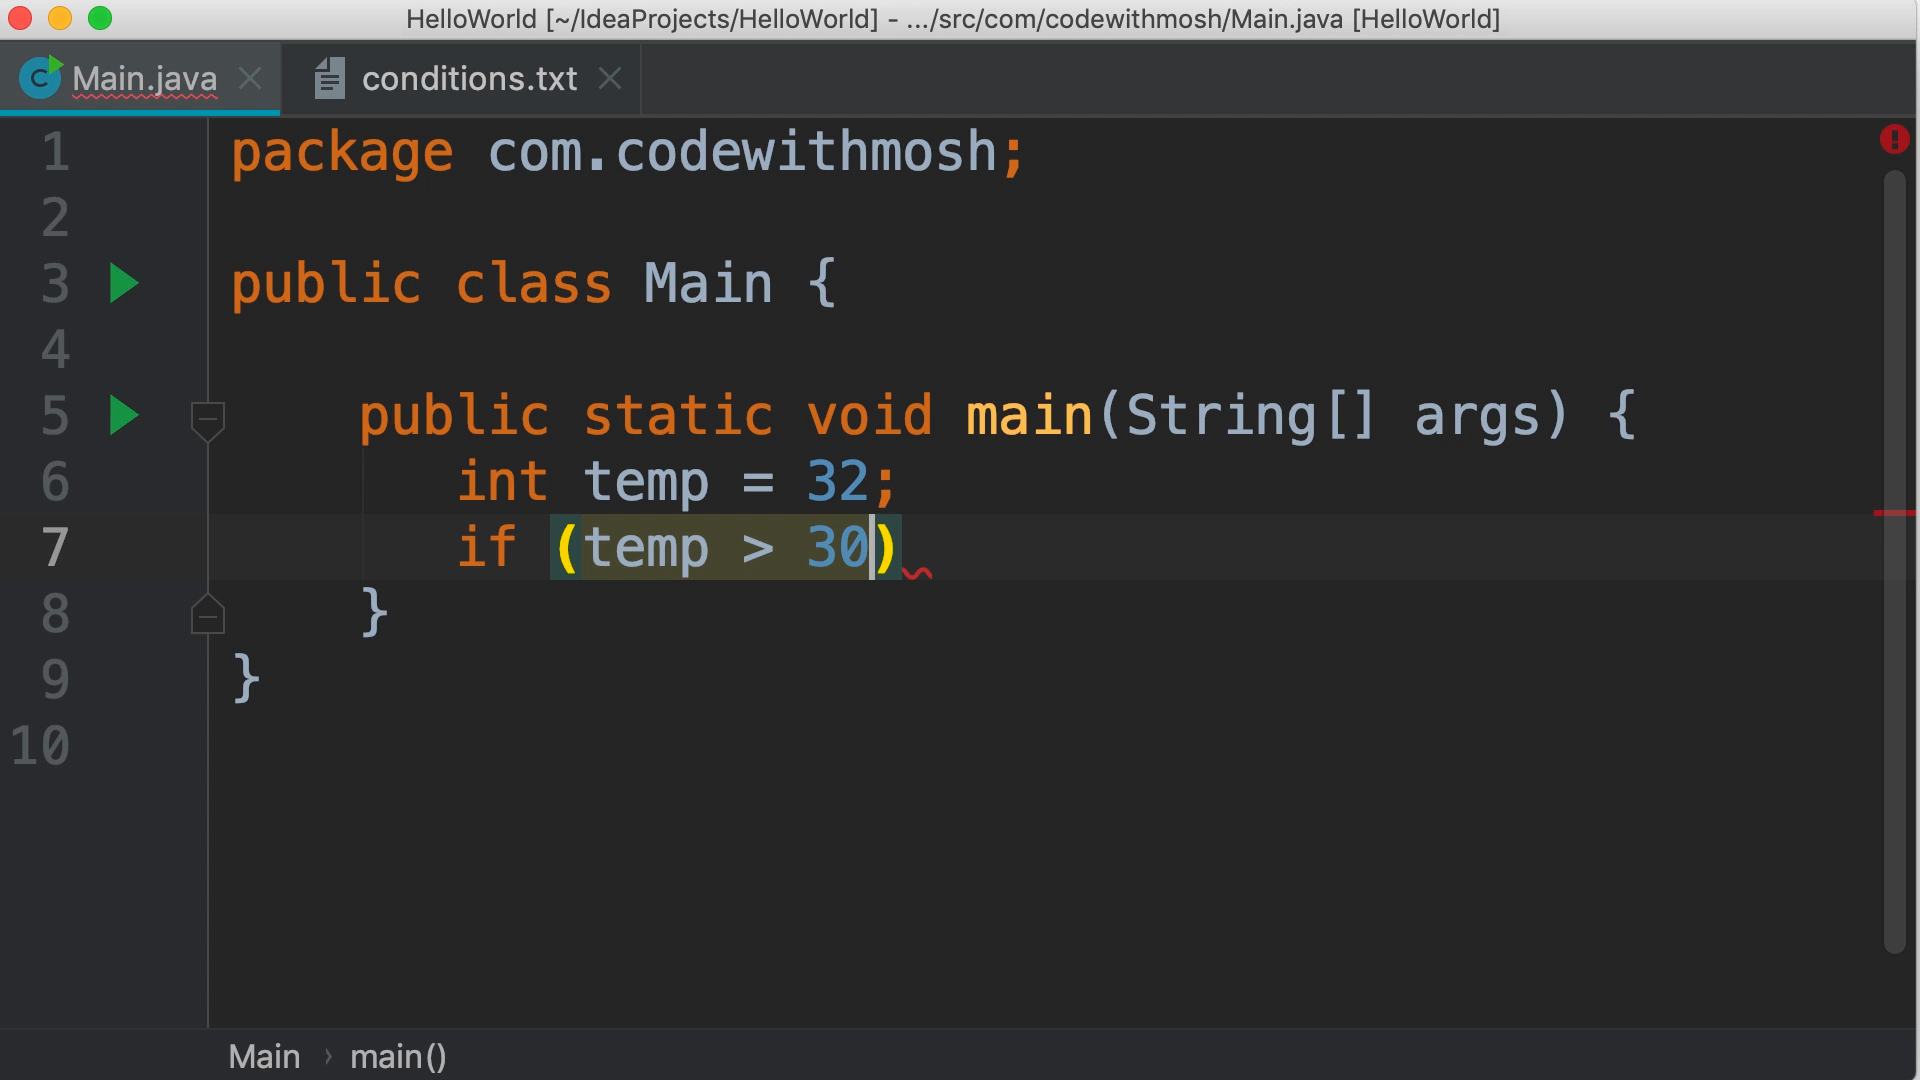 HelloWorld [~/IdeaProjects/HelloWorld] - .../src/com/codewithmosh/Main.java [HelloWorld]
Main.java conditions.txt
1 package com.codewithmosh;
2
3 public class Main {
4
5 public static void main(String[] args) {
6 int temp = 32;
7 if (temp > 30)
8 }
9 }
10
Main › main()